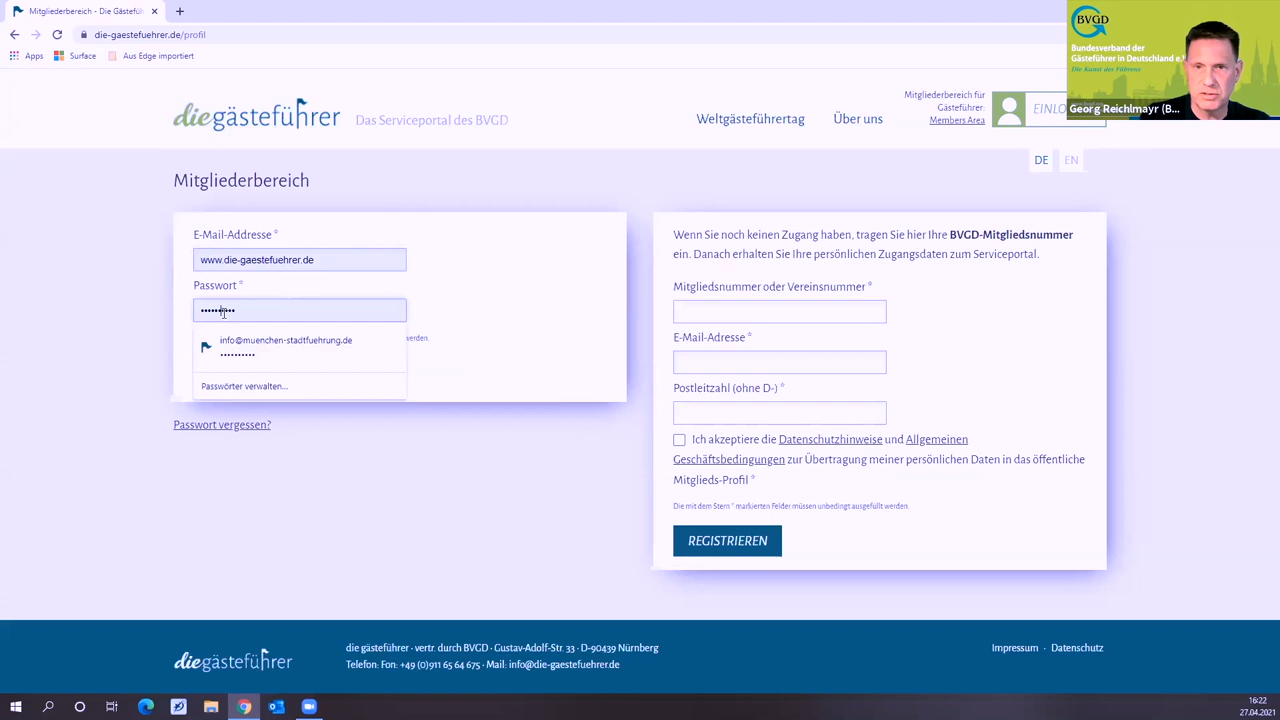 Mitgliederbereich - Die Gästefüh
die-gaestefuehrer.de/profil
Apps Surface Aus Edge importiert
BVGD
Bundesverband der
Gästeführer in Deutschland e.
Die Kunst des Führens
Georg Reichlmayr (B...
diegästeführer Das Serviceportal des BVGD
Weltgästeführertag Über uns
Mitgliederbereich für
Gästeführer:
Members Area
DE EN
Mitgliederbereich
E-Mail-Addresse *
www.die-gaestefuehrer.de
Passwort *
••••••••••
info@muenchen-stadtfuehrung.de
••••••••••
werden.
Passwörter verwalten...
Passwort vergessen?
Wenn Sie noch keinen Zugang haben, tragen Sie hier Ihre BVGD-Mitgliedsnummer
ein. Danach erhalten Sie Ihre persönlichen Zugangsdaten zum Serviceportal.
Mitgliedsnummer oder Vereinsnummer *
E-Mail-Adresse *
Postleitzahl (ohne D-) *
Ich akzeptiere die Datenschutzhinweise und Allgemeinen
Geschäftsbedingungen zur Übertragung meiner persönlichen Daten in das öffentliche
Mitglieds-Profil *
Die mit dem Stern * markierten Felder müssen unbedingt ausgefüllt werden.
REGISTRIEREN
diegästeführer
die gästeführer · vertr. durch BVGD · Gustav-Adolf-Str. 33 · D-90439 Nürnberg
Telefon: Fon: +49 (0)911 65 64 675 · Mail: info@die-gaestefuehrer.de
Impressum · Datenschutz
16:22
27.04.2021